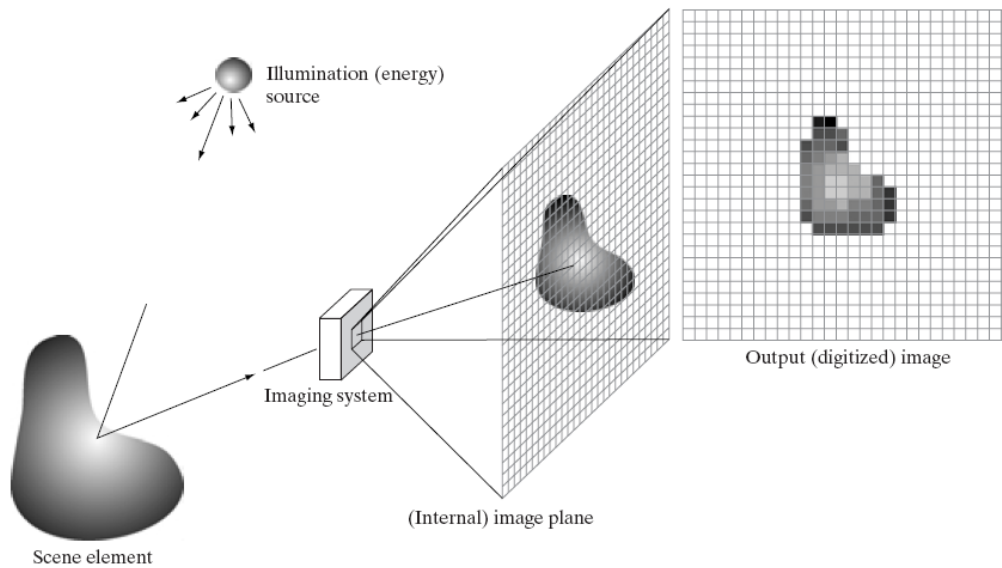 Illumination (energy)
source
Output (digitized) image
Imaging system
(Internal) image plane
Scene element